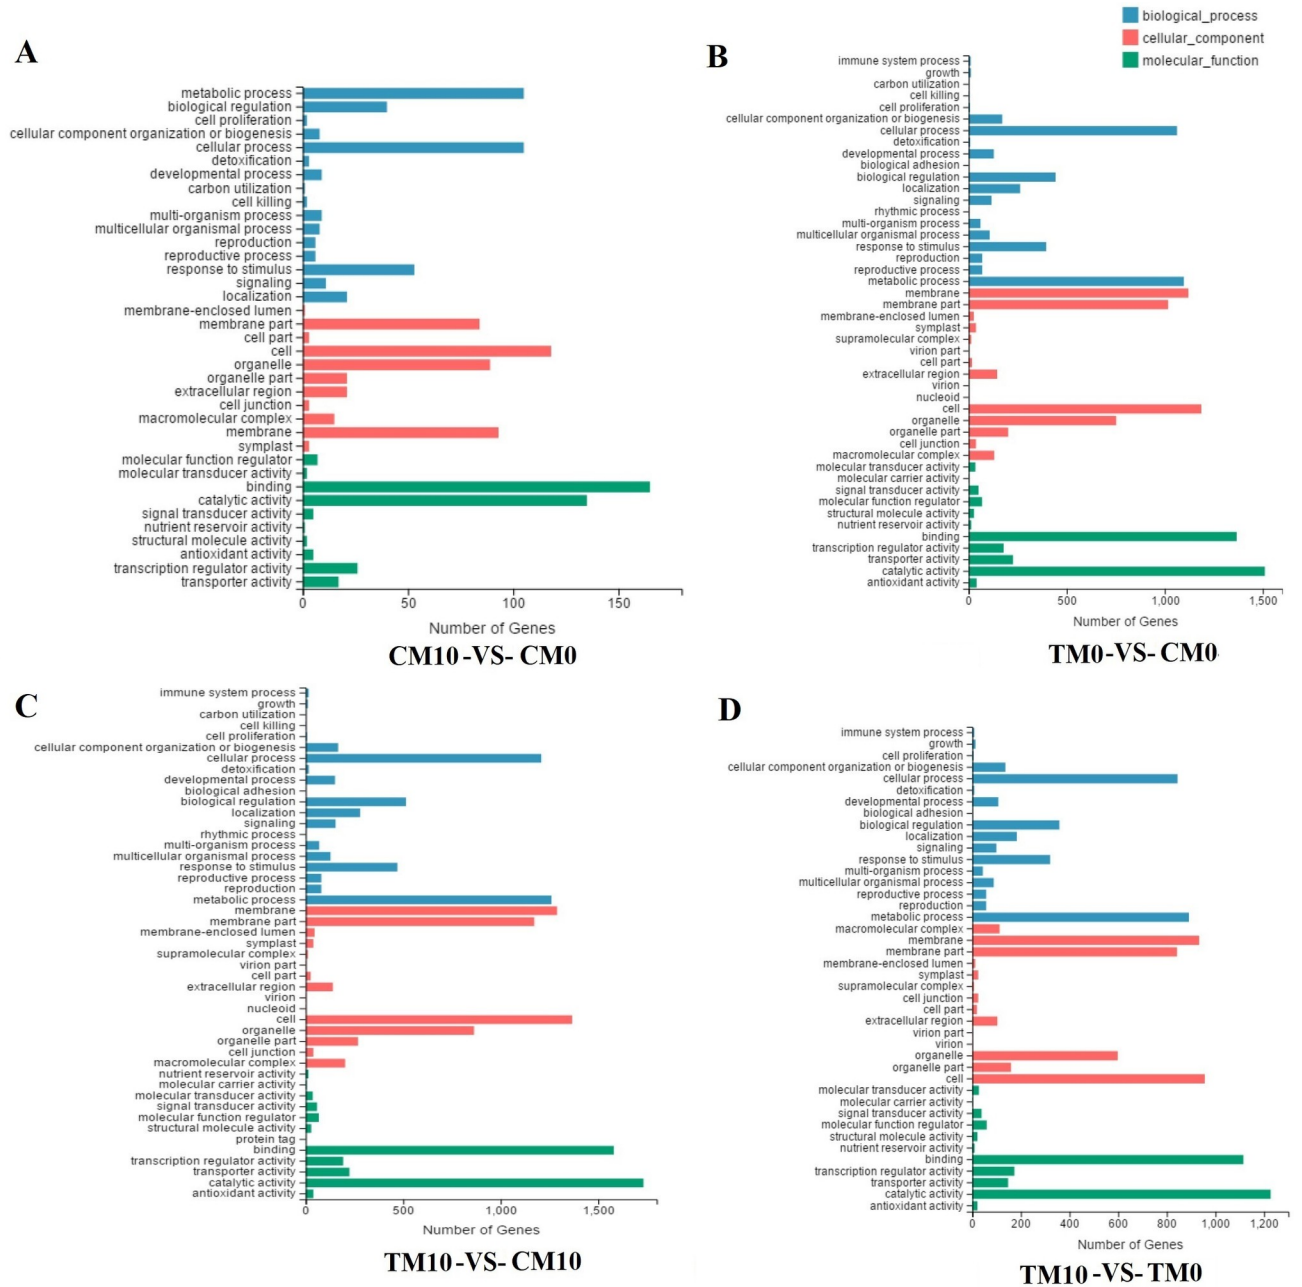 A
metabolic process
biological regulation
cell proliferation
cellular component organization or biogenesis
cellular process
detoxification
developmental process
carbon utilization
cell killing
multi-organism process
multicellular organismal process
reproduction
reproductive process
response to stimulus
signaling
localization
membrane-enclosed lumen
membrane part
cell part
cell
organelle
organelle part
extracellular region
cell junction
macromolecular complex
membrane
symplast
molecular function regulator
molecular transducer activity
binding
catalytic activity
signal transducer activity
nutrient reservoir activity
structural molecule activity
antioxidant activity
transcription regulator activity
transporter activity
0 50 100 150
Number of Genes
CM10-VS-CM0
biological_process
cellular_component
molecular_function
B
immune system process
growth
carbon utilization
cell killing
cell proliferation
cellular component organization or biogenesis
cellular process
detoxification
developmental process
biological adhesion
biological regulation
localization
signaling
rhythmic process
multi-organism process
multicellular organismal process
response to stimulus
reproduction
reproductive process
metabolic process
membrane
membrane part
membrane-enclosed lumen
symplast
supramolecular complex
virion part
cell part
extracellular region
virion
nucleoid
cell
organelle
organelle part
cell junction
macromolecular complex
molecular transducer activity
molecular carrier activity
signal transducer activity
molecular function regulator
structural molecule activity
nutrient reservoir activity
binding
transcription regulator activity
transporter activity
catalytic activity
antioxidant activity
0 500 1,000 1,500
Number of Genes
TM0-VS-CM0
C
immune system process
growth
carbon utilization
cell killing
cell proliferation
cellular component organization or biogenesis
cellular process
detoxification
developmental process
biological adhesion
biological regulation
localization
signaling
rhythmic process
multi-organism process
multicellular organismal process
response to stimulus
reproductive process
reproduction
metabolic process
membrane
membrane part
membrane-enclosed lumen
symplast
supramolecular complex
virion part
cell part
extracellular region
virion
nucleoid
cell
organelle
organelle part
cell junction
macromolecular complex
nutrient reservoir activity
molecular carrier activity
molecular transducer activity
signal transducer activity
molecular function regulator
structural molecule activity
protein tag
binding
transcription regulator activity
transporter activity
catalytic activity
antioxidant activity
0 500 1,000 1,500
Number of Genes
TM10-VS-CM10
D
immune system process
growth
cell proliferation
cellular component organization or biogenesis
cellular process
detoxification
developmental process
biological adhesion
biological regulation
localization
signaling
response to stimulus
multi-organism process
multicellular organismal process
reproductive process
reproduction
metabolic process
macromolecular complex
membrane
membrane part
membrane-enclosed lumen
symplast
supramolecular complex
cell junction
cell part
extracellular region
virion part
virion
organelle
organelle part
cell
molecular transducer activity
molecular carrier activity
signal transducer activity
molecular function regulator
structural molecule activity
nutrient reservoir activity
binding
transcription regulator activity
transporter activity
catalytic activity
antioxidant activity
0 200 400 600 800 1,000 1,200
Number of Genes
TM10-VS-TM0